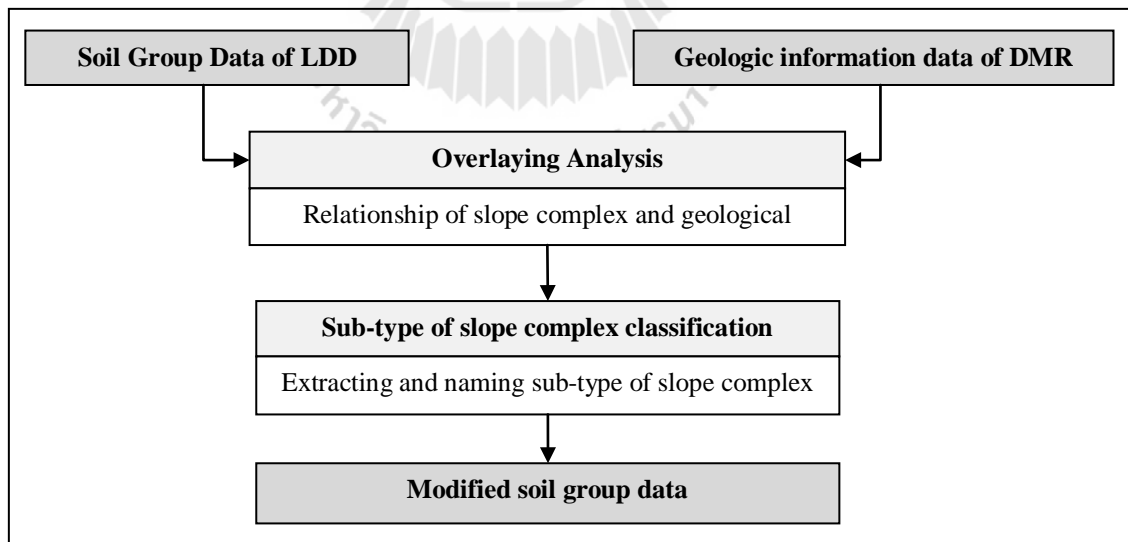 Soil Group Data of LDD
Geologic information data of DMR
Overlaying Analysis
Relationship of slope complex and geological
Sub-type of slope complex classification
Extracting and naming sub-type of slope complex
Modified soil group data